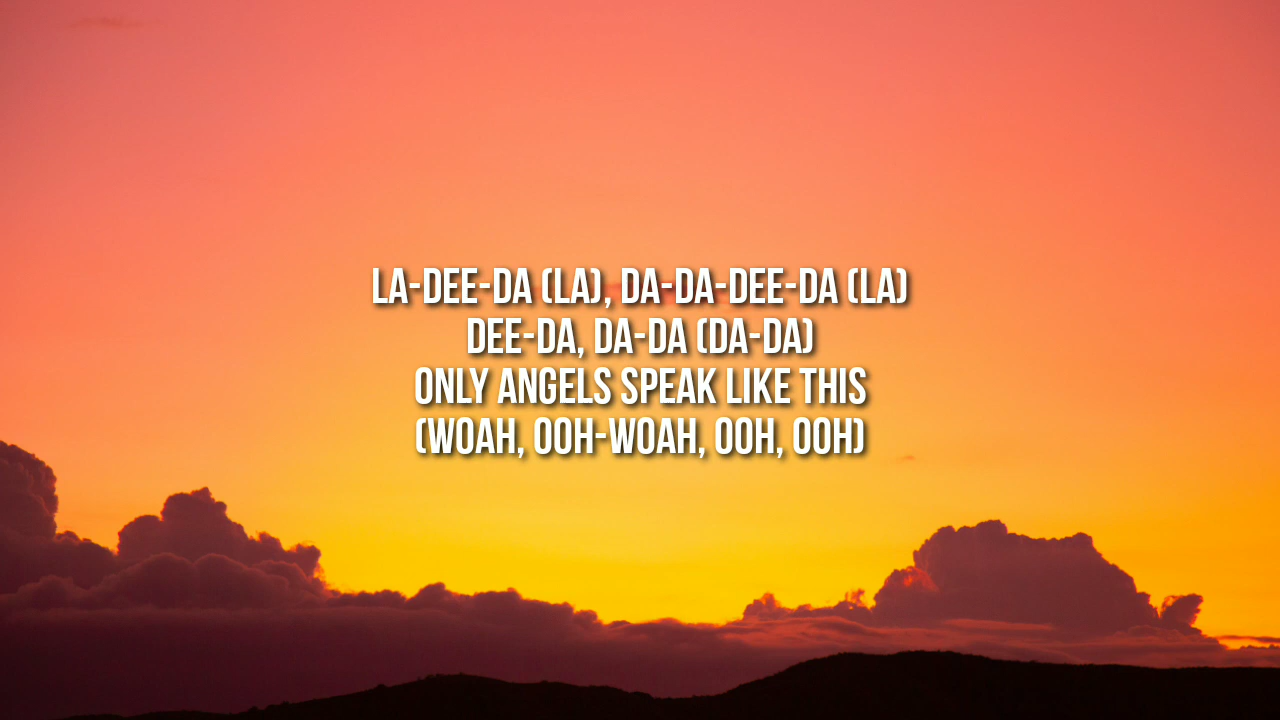 LA-DEE-DA (LA), DA-DA-DEE-DA (LA)
DEE-DA, DA-DA (DA-DA)
ONLY ANGELS SPEAK LIKE THIS
(WOAH, OOH-WOAH, OOH, OOH)